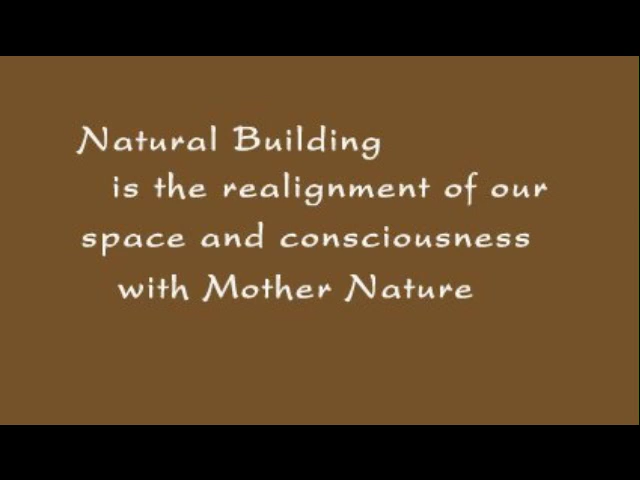 Natural Building
is the realignment of our
space and consciousness
with Mother Nature